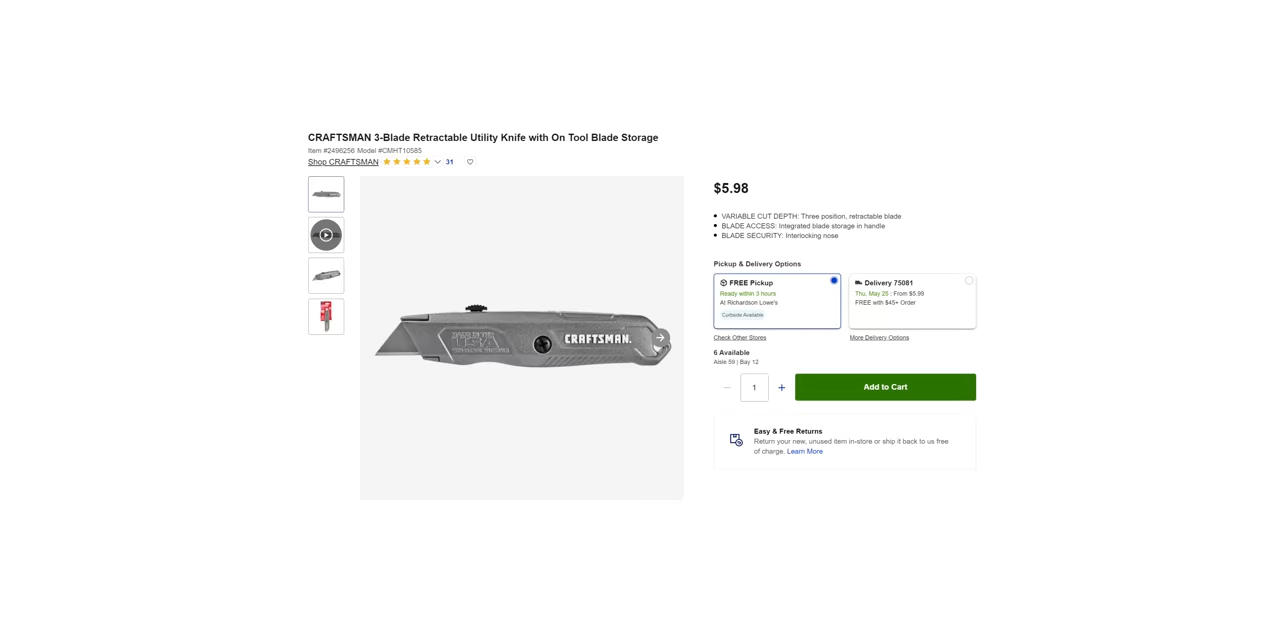 CRAFTSMAN 3-Blade Retractable Utility Knife with On Tool Blade Storage
Item #2496256 Model #CMHT10585
Shop CRAFTSMAN 31
$5.98
VARIABLE CUT DEPTH: Three position, retractable blade
BLADE ACCESS: Integrated blade storage in handle
BLADE SECURITY: Interlocking nose
Pickup & Delivery Options
FREE Pickup
Ready within 3 hours
At Richardson Lowe's
Curbside Available
Delivery 75081
Thu, May 25 : From $5.99
FREE with $45+ Order
Check Other Stores
More Delivery Options
6 Available
Aisle 59 | Bay 12
1
Add to Cart
USA
CRAFTSMAN.
Easy & Free Returns
Return your new, unused item in-store or ship it back to us free
of charge. Learn More